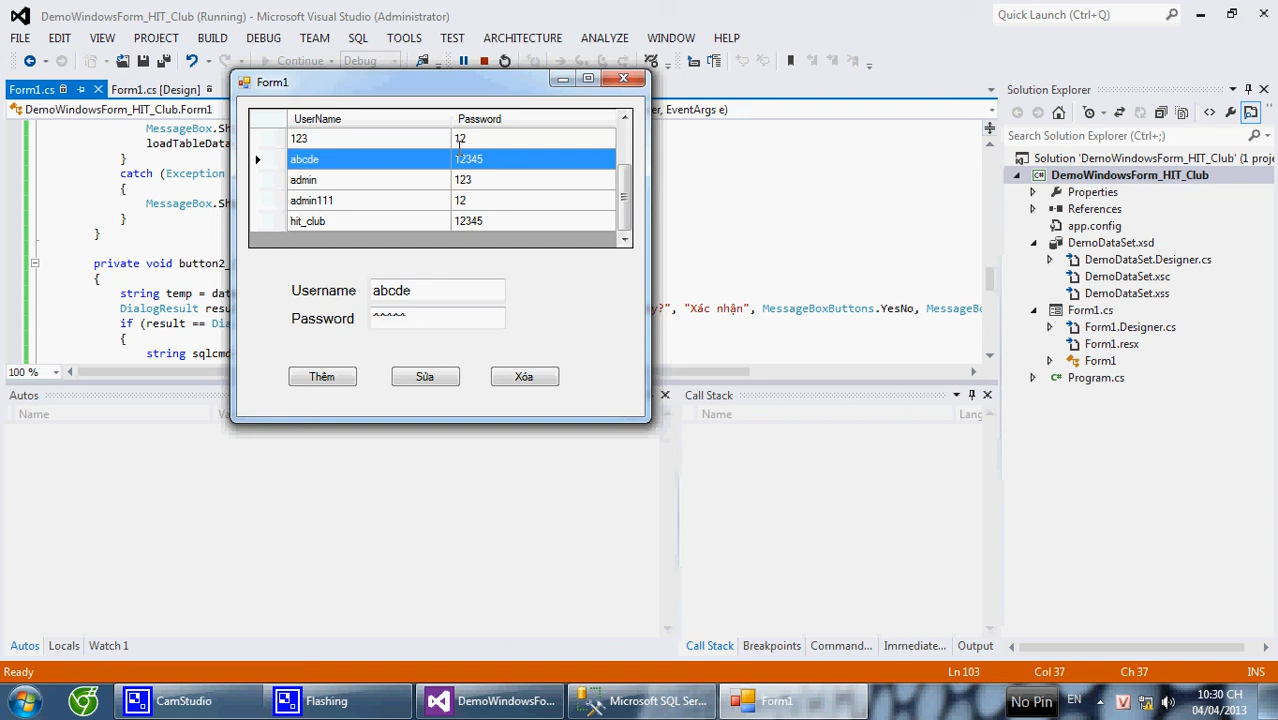 DemoWindowsForm_HIT_Club (Running) - Microsoft Visual Studio (Administrator)
Quick Launch (Ctrl+Q)
FILE EDIT VIEW PROJECT BUILD DEBUG TEAM SQL TOOLS TEST ARCHITECTURE ANALYZE WINDOW HELP
Continue Debug
Form1.cs Form1.cs [Design]
DemoWindowsForm_HIT_Club.Form1
er, EventArgs e)
MessageBox.Sh
loadTableData
}
catch (Exception
{
MessageBox.Sh
}
}
private void button2_
{
string temp = dat
DialogResult resu
y?", "Xác nhận", MessageBoxButtons.YesNo, MessageBo
if (result == Dia
{
string sqlcmd
100 %
Form1
UserName Password
123 12
abcde 12345
admin 123
admin111 12
hit_club 12345
Username abcde
Password ^^^^^
Thêm Sửa Xóa
Solution Explorer
Search Solution Explorer (Ctrl+;)
Solution 'DemoWindowsForm_HIT_Club' (1 proje
DemoWindowsForm_HIT_Club
Properties
References
app.config
DemoDataSet.xsd
DemoDataSet.Designer.cs
DemoDataSet.xsc
DemoDataSet.xss
Form1.cs
Form1.Designer.cs
Form1.resx
Form1
Program.cs
Autos
Name Va
Call Stack
Name Lang
Autos Locals Watch 1
Call Stack Breakpoints Command... Immediate... Output
Ready Ln 103 Col 37 Ch 37 INS
CamStudio Flashing DemoWindowsFo... Microsoft SQL Ser... Form1 No Pin EN V 10:30 CH
04/04/2013